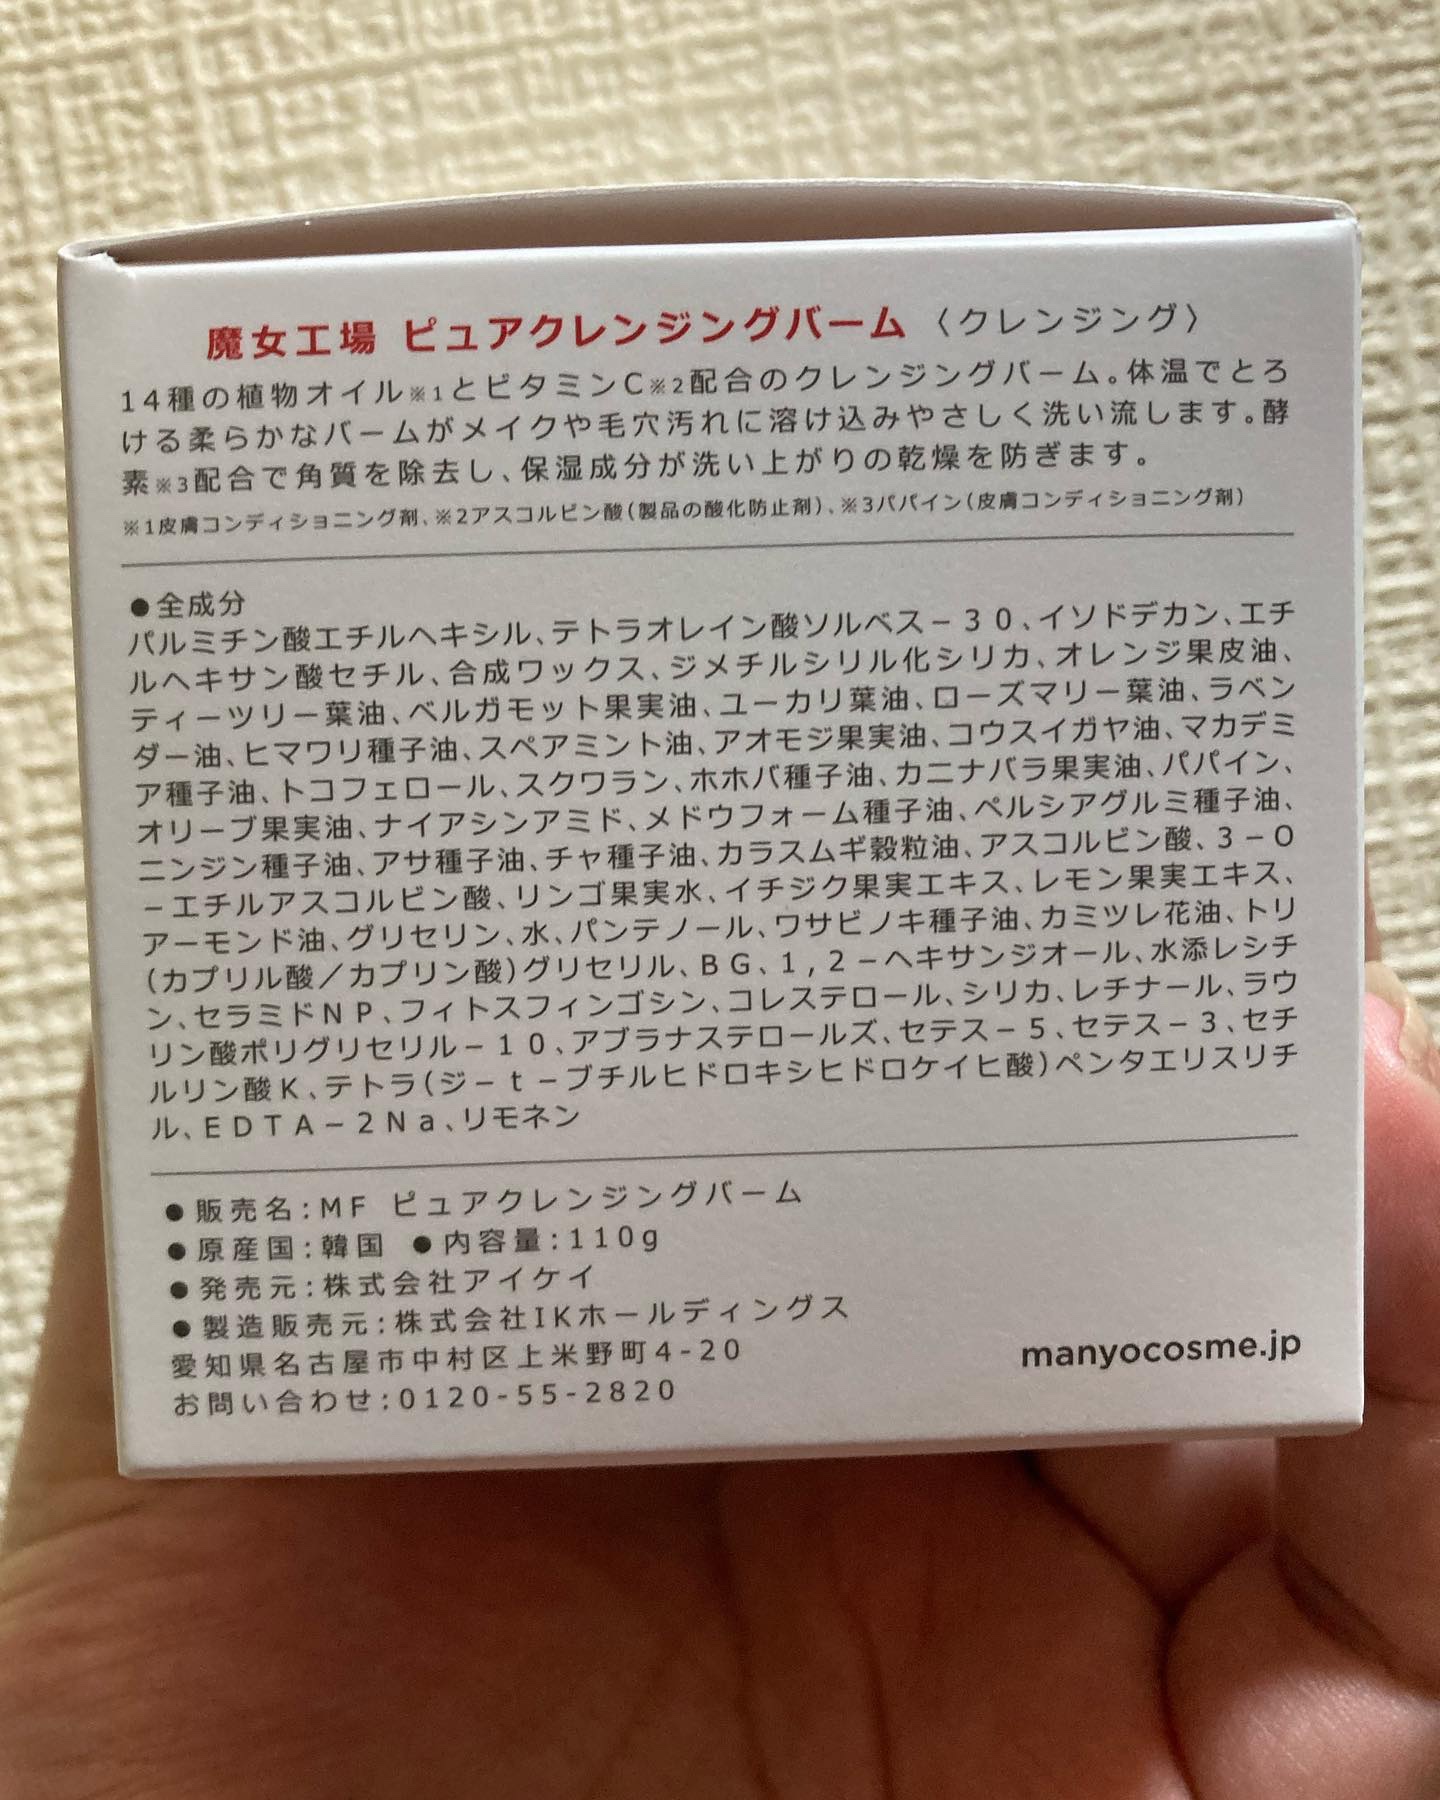 魔女工場 ピュアクレンジングバーム 〈クレンジング〉
14種の植物オイル※1とビタミンC※2配合のクレンジングバーム。体温でとろ
ける柔らかなバームがメイクや毛穴汚れに溶け込みやさしく洗い流します。酵
素※3配合で角質を除去し、保湿成分が洗い上がりの乾燥を防ぎます。
※1皮膚コンディショニング剤、※2アスコルビン酸(製品の酸化防止剤)、※3パパイン(皮膚コンディショニング剤)
●全成分
パルミチン酸エチルヘキシル、テトラオレイン酸ソルベス－30、イソドデカン、エチ
ルヘキサン酸セチル、合成ワックス、ジメチルシリル化シリカ、オレンジ果皮油、
ティーツリー葉油、ベルガモット果実油、ユーカリ葉油、ローズマリー葉油、ラベン
ダー油、ヒマワリ種子油、スペアミント油、アオモジ果実油、コウスイガヤ油、マカデミ
ア種子油、トコフェロール、スクワラン、ホホバ種子油、カニナバラ果実油、パパイン、
オリーブ果実油、ナイアシンアミド、メドウフォーム種子油、ペルシアグルミ種子油、
ニンジン種子油、アサ種子油、チャ種子油、カラスムギ穀粒油、アスコルビン酸、3－O
－エチルアスコルビン酸、リンゴ果実水、イチジク果実エキス、レモン果実エキス、
アーモンド油、グリセリン、水、パンテノール、ワサビノキ種子油、カミツレ花油、トリ
(カプリル酸／カプリン酸)グリセリル、BG、1,2－ヘキサンジオール、水添レシチ
ン、セラミドNP、フィトスフィンゴシン、コレステロール、シリカ、レチナール、ラウ
リン酸ポリグリセリル－10、アブラナステロールズ、セテス－5、セテス－3、セチ
ルリン酸K、テトラ(ジ－t－ブチルヒドロキシヒドロケイヒ酸)ペンタエリスリチ
ル、EDTA－2Na、リモネン
●販売名:MF ピュアクレンジングバーム
●原産国:韓国 ●内容量:110g
●発売元:株式会社アイケイ
●製造販売元:株式会社IKホールディングス
愛知県名古屋市中村区上米野町4-20
お問い合わせ:0120-55-2820
manyocosme.jp